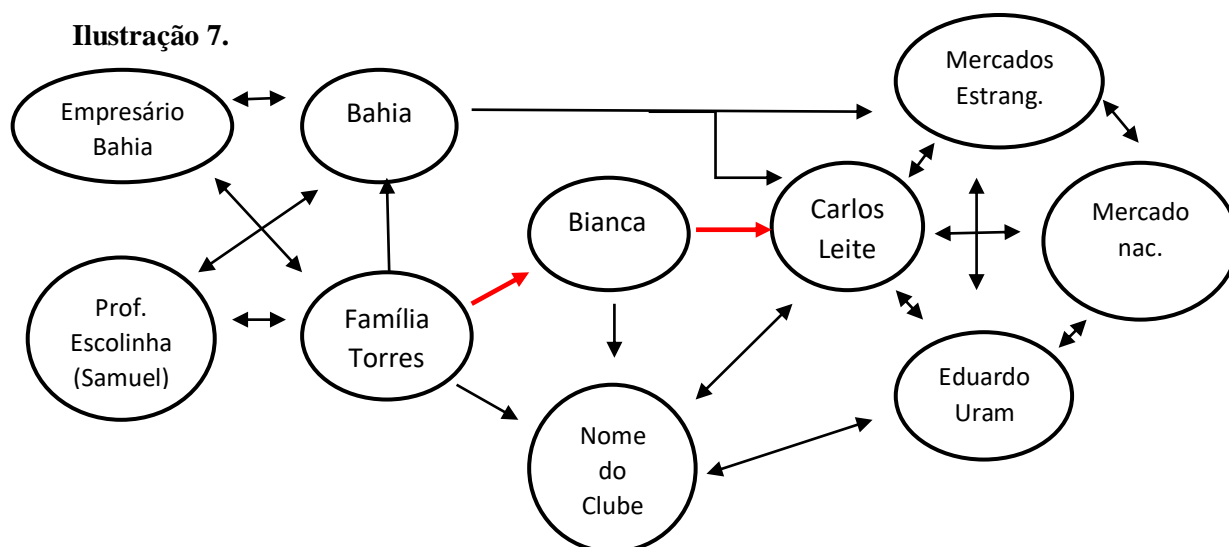 Ilustração 7.
Empresário
Bahia
Bahia
Mercados
Estrang.
Bianca
Carlos
Leite
Mercado
nac.
Prof.
Escolinha
(Samuel)
Família
Torres
Eduardo
Uram
Nome
do
Clube